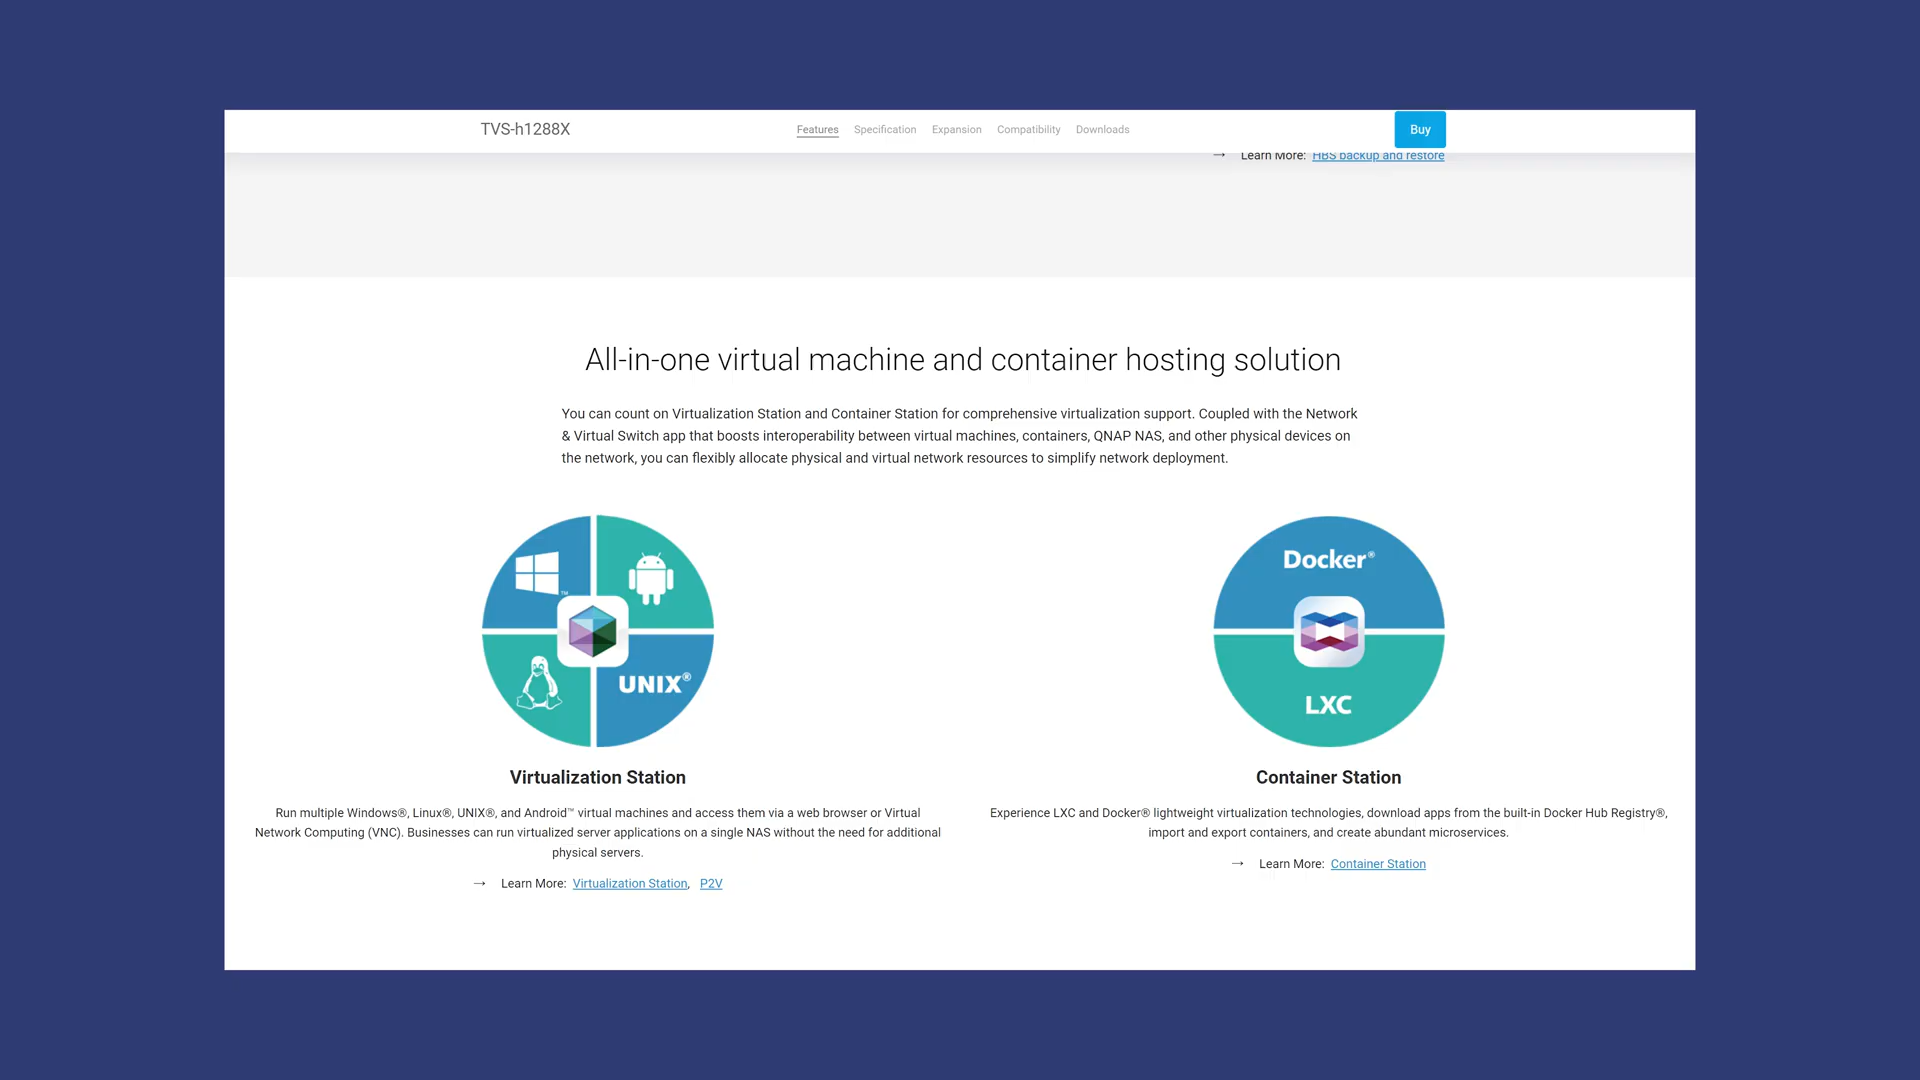 TVS-h1288X
Features Specification Expansion Compatibility Downloads
Buy
→ Learn More: HBS backup and restore
All-in-one virtual machine and container hosting solution
You can count on Virtualization Station and Container Station for comprehensive virtualization support. Coupled with the Network
& Virtual Switch app that boosts interoperability between virtual machines, containers, QNAP NAS, and other physical devices on
the network, you can flexibly allocate physical and virtual network resources to simplify network deployment.
TM
UNIX®
Virtualization Station
Run multiple Windows®, Linux®, UNIX®, and Android™ virtual machines and access them via a web browser or Virtual
Network Computing (VNC). Businesses can run virtualized server applications on a single NAS without the need for additional
physical servers.
→ Learn More: Virtualization Station, P2V
Docker®
LXC
Container Station
Experience LXC and Docker® lightweight virtualization technologies, download apps from the built-in Docker Hub Registry®,
import and export containers, and create abundant microservices.
→ Learn More: Container Station